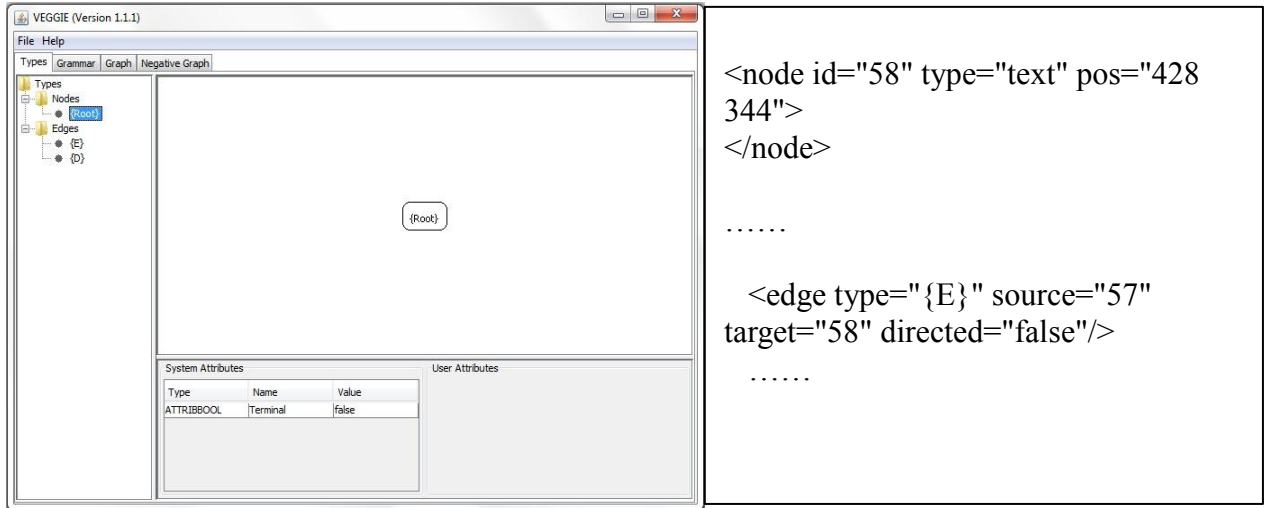 VEGGIE (Version 1.1.1)
File Help
Types Grammar Graph Negative Graph
Types
Nodes
{Root}
Edges
{E}
{D}
{Root}
System Attributes
Type Name Value
ATTRIBBOOL Terminal false
User Attributes
<node id="58" type="text" pos="428
344">
</node>
……
<edge type="{E}" source="57"
target="58" directed="false"/>
……